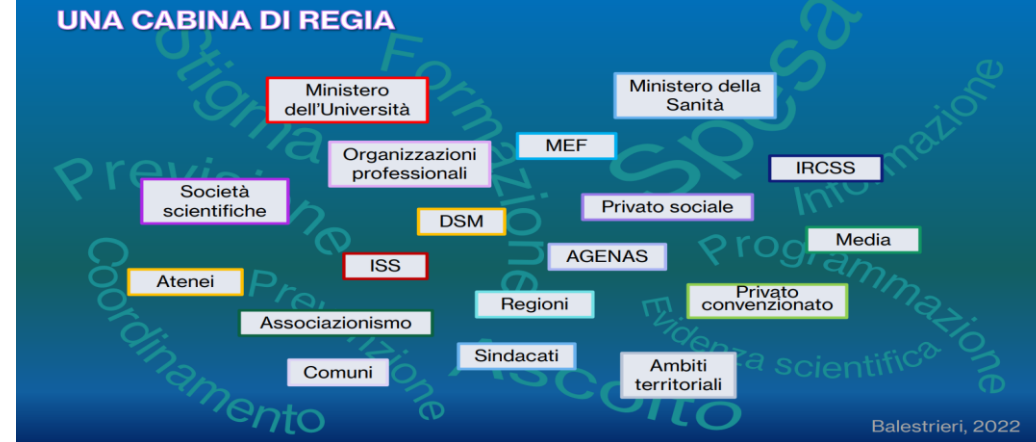 UNA CABINA DI REGIA
Stigma
Formazione
Spesa
Ministero
dell'Università
Ministero della
Sanità
Informazione
MEF
Organizzazioni
professionali
IRCSS
Previsione
Società
scientifiche
Privato sociale
DSM
Media
Programmazione
AGENAS
ISS
Atenei
Prevenzione
Coordinamento
Regioni
Privato
convenzionato
Evidenza scientifica
Associazionismo
Sindacati
Ambiti
territoriali
Comuni
Ascolto
Balestrieri, 2022